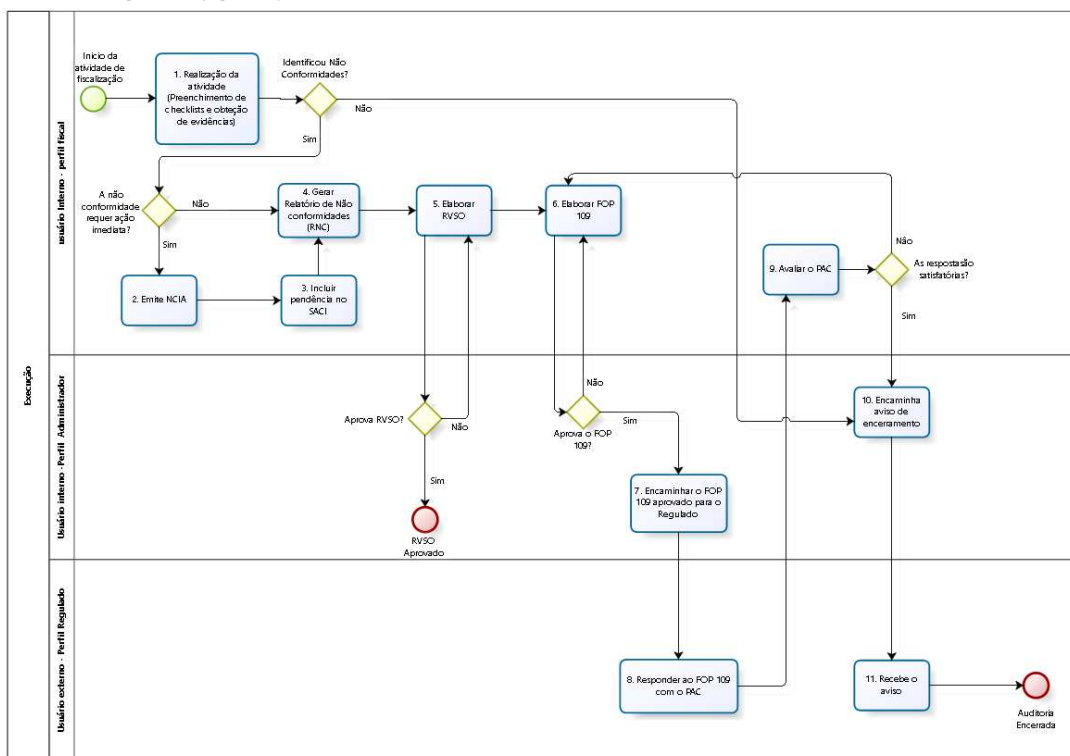 Execução
usuário Interno - perfil fiscal
Início da
atividade de
fiscalização
1. Realização da
atividade
(Preenchimento de
checklists e obteção
de evidências)
Identificou Não
Conformidades?
Não
Sim
A não
conformidade
requer ação
imediata?
Não
Sim
2. Emite NCIA
3. Incluir
pendência no
SACI
4. Gerar
Relatório de Não
conformidades
(RNC)
5. Elaborar
RVSO
6. Elaborar FOP
109
9. Avaliar o PAC
Não
As respostasão
satisfatórias?
Sim
Usuário interno - Perfil Administrador
Aprova RVSO?
Não
Sim
RVSO
Aprovado
Não
Aprova o FOP
109?
Sim
7. Encaminhar o FOP
109 aprovado para o
Regulado
10. Encaminha
aviso de
encerramento
Usuário externo - Perfil Regulado
8. Responder ao FOP 109
com o PAC
11. Recebe o
aviso
Auditoria
Encerrada